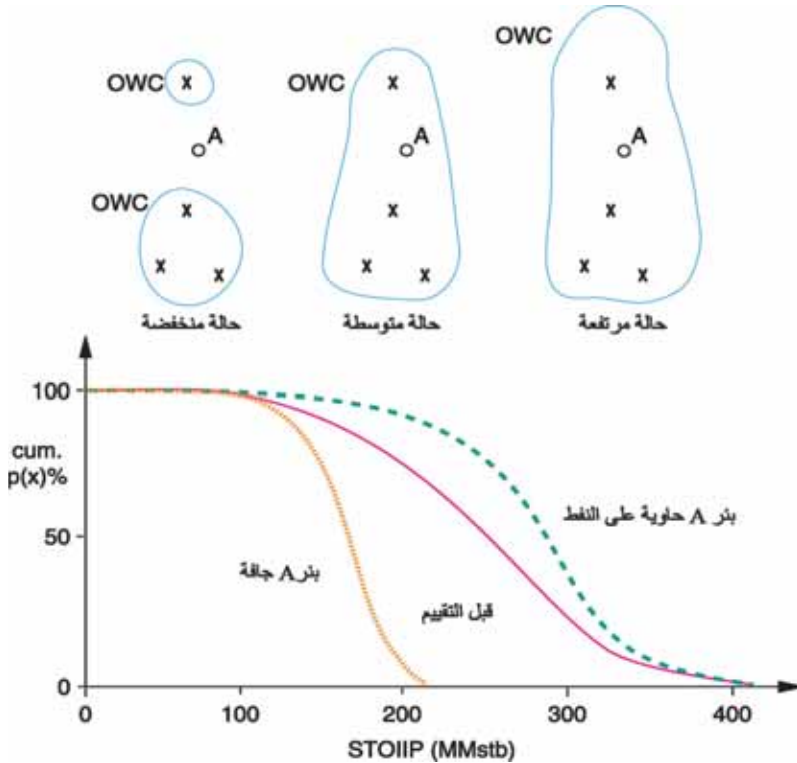 OWC
OWC
OWC
x
x
x
A
A
A
OWC
x
x
x
x
x
x
x
x
x
حالة منخفضة
حالة متوسطة
حالة مرتفعة
100
cum.
p(x)%
50
0
بئر A حاوية على النفط
بئر A جافة
قبل التقييم
0
100
200
300
400
STOIIP (MMstb)